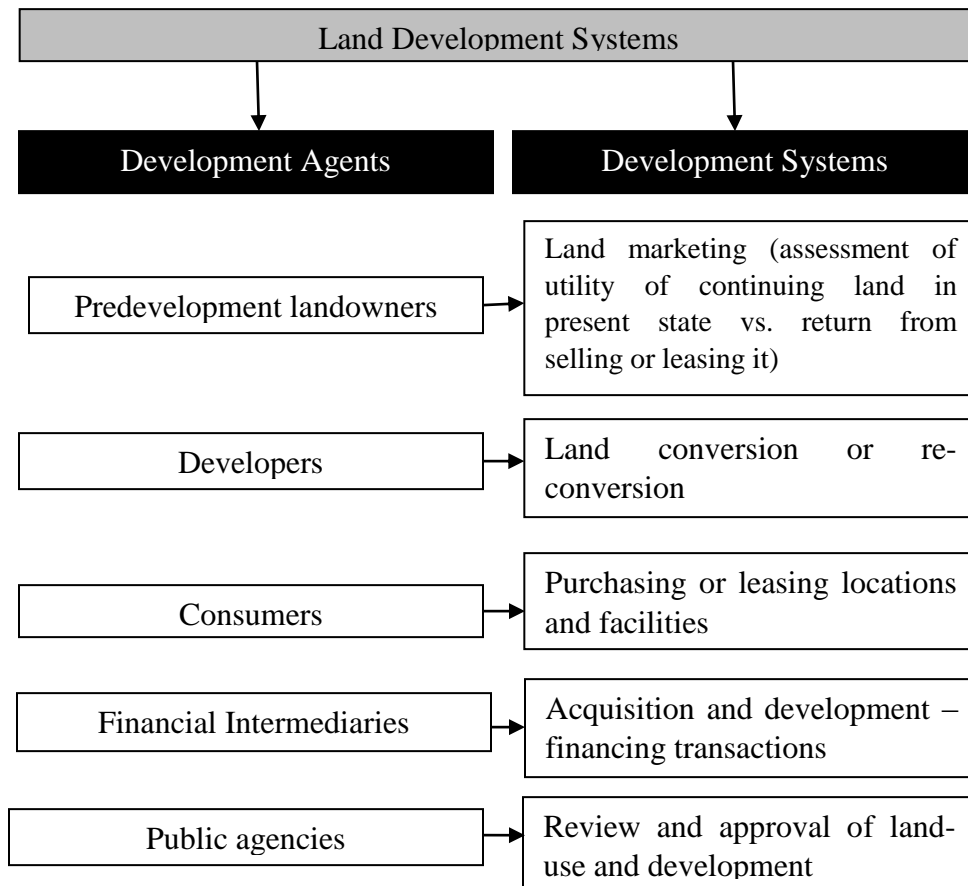 Land Development Systems
Development Agents
Development Systems
Predevelopment landowners
Land marketing (assessment of
utility of continuing land in
present state vs. return from
selling or leasing it)
Developers
Land conversion or re-
conversion
Consumers
Purchasing or leasing locations
and facilities
Financial Intermediaries
Acquisition and development –
financing transactions
Public agencies
Review and approval of land-
use and development